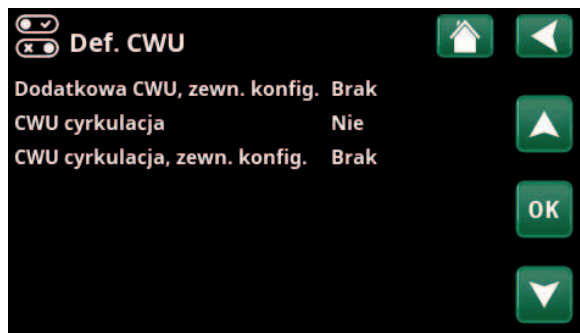 Def. CWU
Dodatkowa CWU, zewn. konfig. Brak
CWU cyrkulacja Nie
CWU cyrkulacja, zewn. konfig. Brak
OK